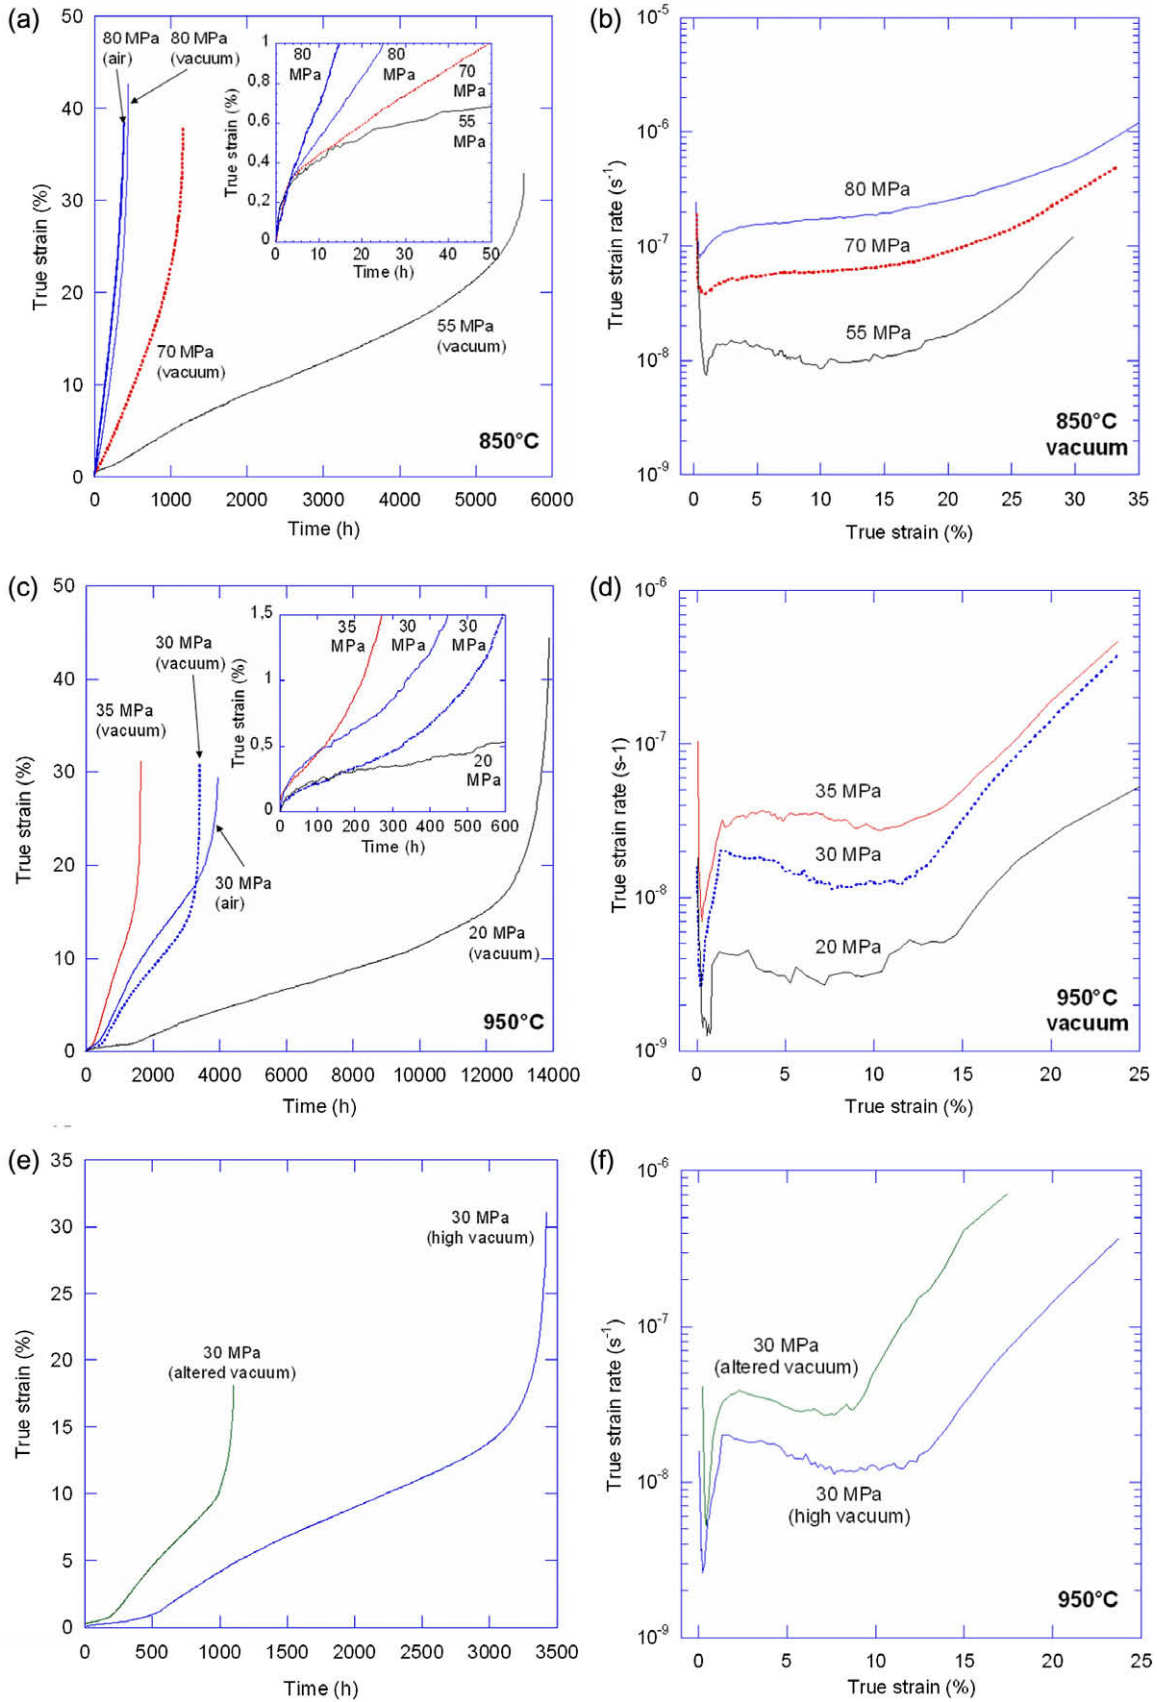 (a)
50
40
30
20
10
0
True strain (%)
80 MPa
(air)
80 MPa
(vacuum)
1
0,8
0,6
0,4
0,2
0
True strain (%)
80
MPa
80
MPa
70
MPa
55
MPa
0 10 20 30 40 50
Time (h)
70 MPa
(vacuum)
55 MPa
(vacuum)
850°C
0 1000 2000 3000 4000 5000 6000
Time (h)
(b)
10-5
10-6
10-7
10-8
10-9
True strain rate (s-1)
80 MPa
70 MPa
55 MPa
850°C
vacuum
0 5 10 15 20 25 30 35
True strain (%)
(c)
50
40
30
20
10
0
True strain (%)
30 MPa
(vacuum)
35 MPa
(vacuum)
1.5
1
0.5
0
True strain (%)
35
MPa
30
MPa
30
MPa
20
MPa
0 100 200 300 400 500 600
Time (h)
30 MPa
(air)
20 MPa
(vacuum)
950°C
0 2000 4000 6000 8000 10000 12000 14000
Time (h)
(d)
10-6
10-7
10-8
10-9
True strain rate (s-1)
35 MPa
30 MPa
20 MPa
950°C
vacuum
0 5 10 15 20 25
True strain (%)
(e)
35
30
25
20
15
10
5
0
True strain (%)
30 MPa
(high vacuum)
30 MPa
(altered vacuum)
0 500 1000 1500 2000 2500 3000 3500
Time (h)
(f)
10-6
10-7
10-8
10-9
True strain rate (s-1)
30 MPa
(altered vacuum)
30 MPa
(high vacuum)
950°C
0 5 10 15 20 25
True strain (%)